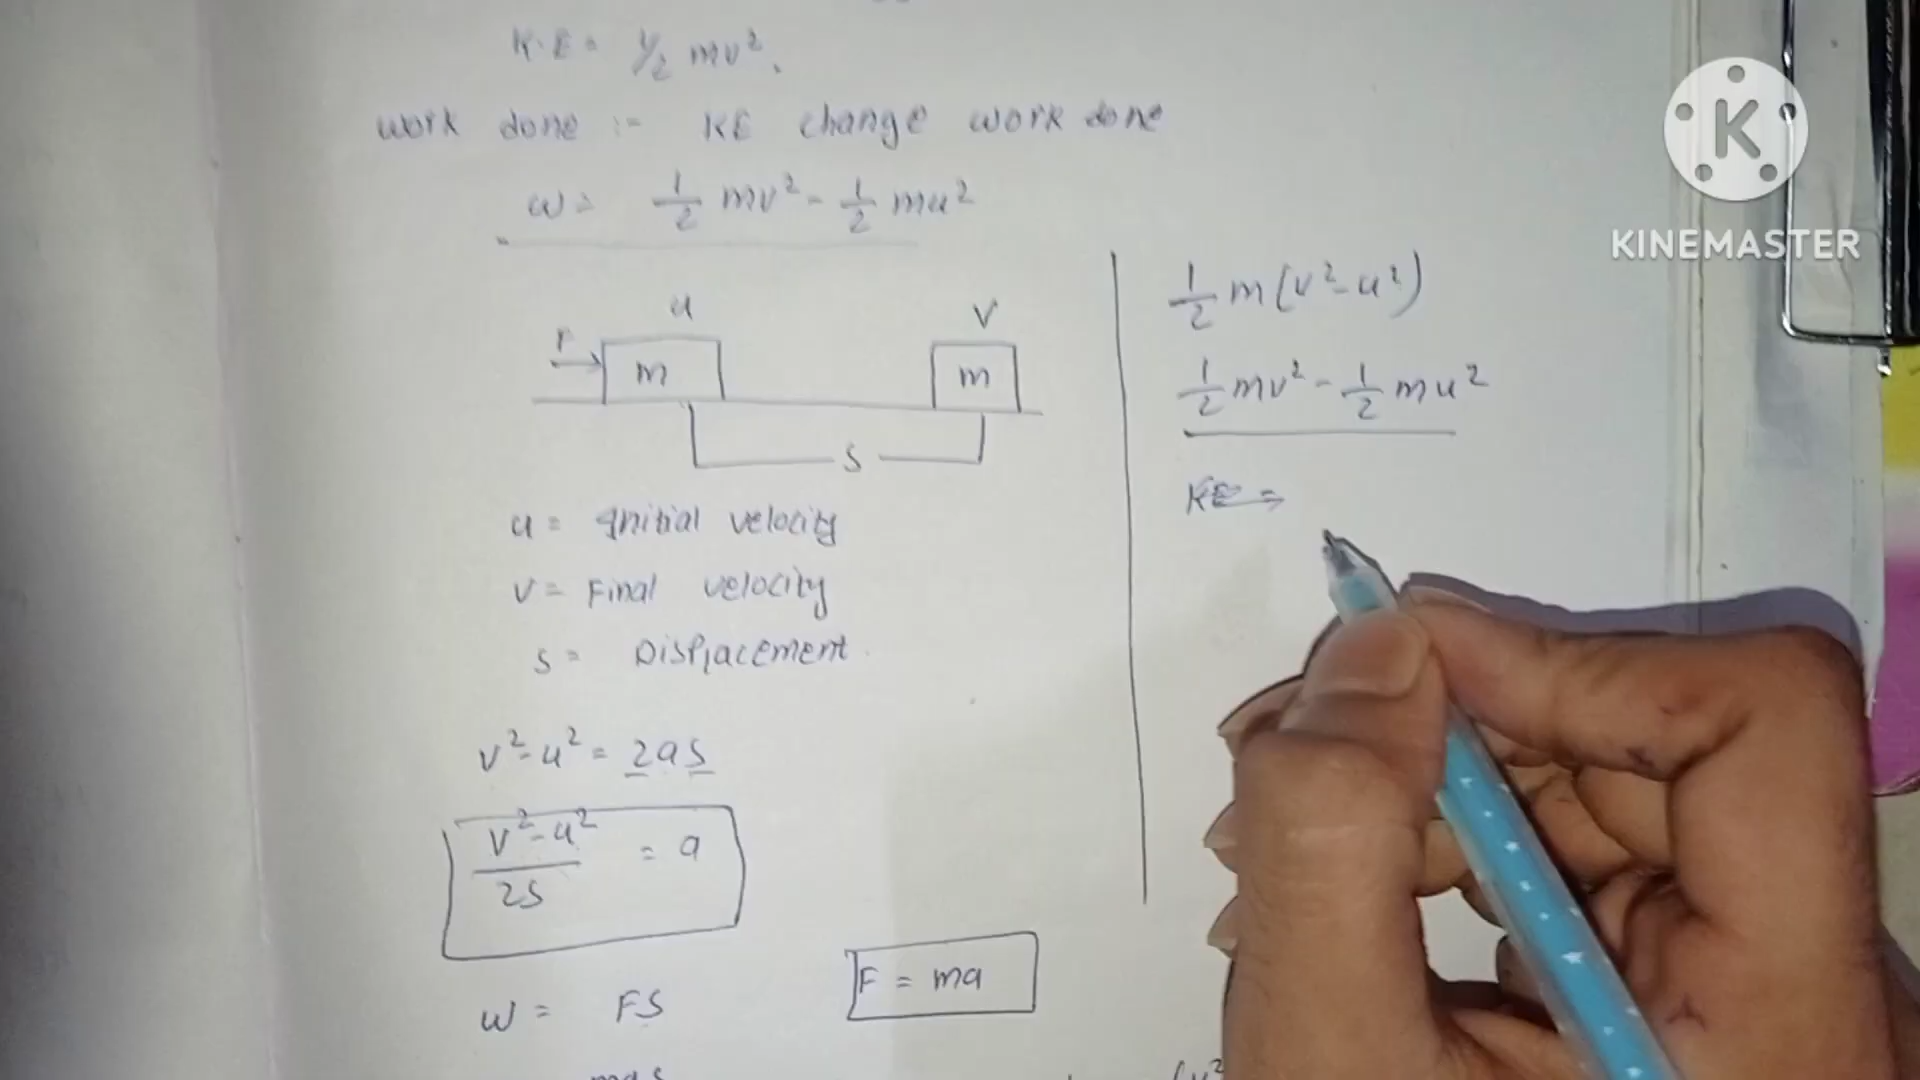 K.E = 1/2 mv².
work done :- KE change work done
w = 1/2 mv² - 1/2 mu²
u
v
F
m
m
s
u = Initial velocity
v = Final velocity
s = Displacement
v² - u² = 2as
v² - u² / 2s = a
w = FS
F = ma
mas
1/2 m(v² - u²)
1/2 mv² - 1/2 mu²
KE =
(v²
K
KINEMASTER